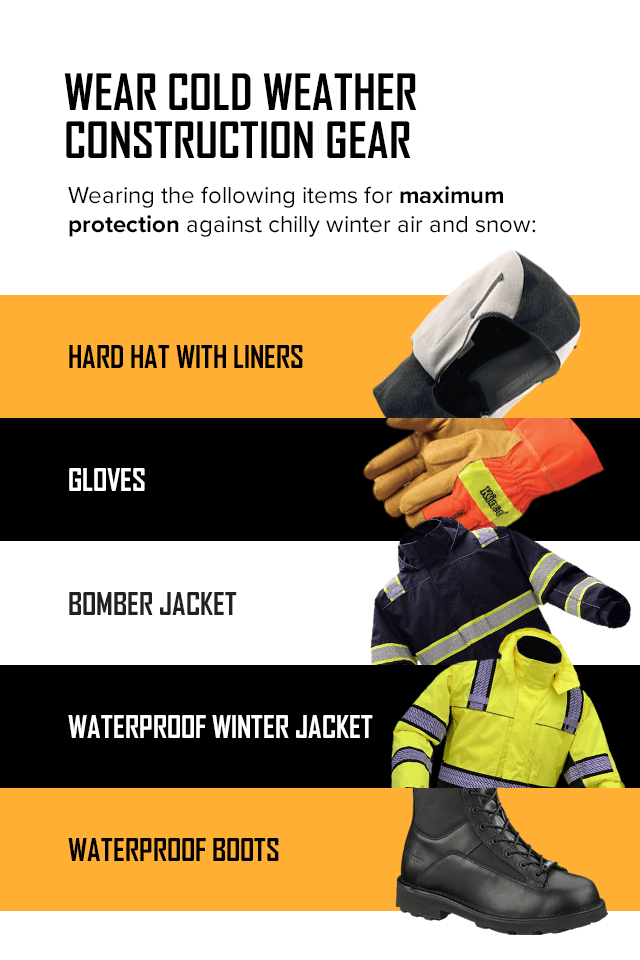 WEAR COLD WEATHER
CONSTRUCTION GEAR
Wearing the following items for maximum
protection against chilly winter air and snow:
HARD HAT WITH LINERS
GLOVES
Kinco
BOMBER JACKET
WATERPROOF WINTER JACKET
WATERPROOF BOOTS